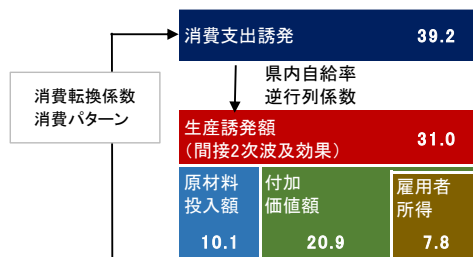 消費支出誘発 39.2
県内自給率
逆行列係数
消費転換係数
消費パターン
生産誘発額
（間接2次波及効果） 31.0
原材料
投入額
10.1
付加
価値額
20.9
雇用者
所得
7.8